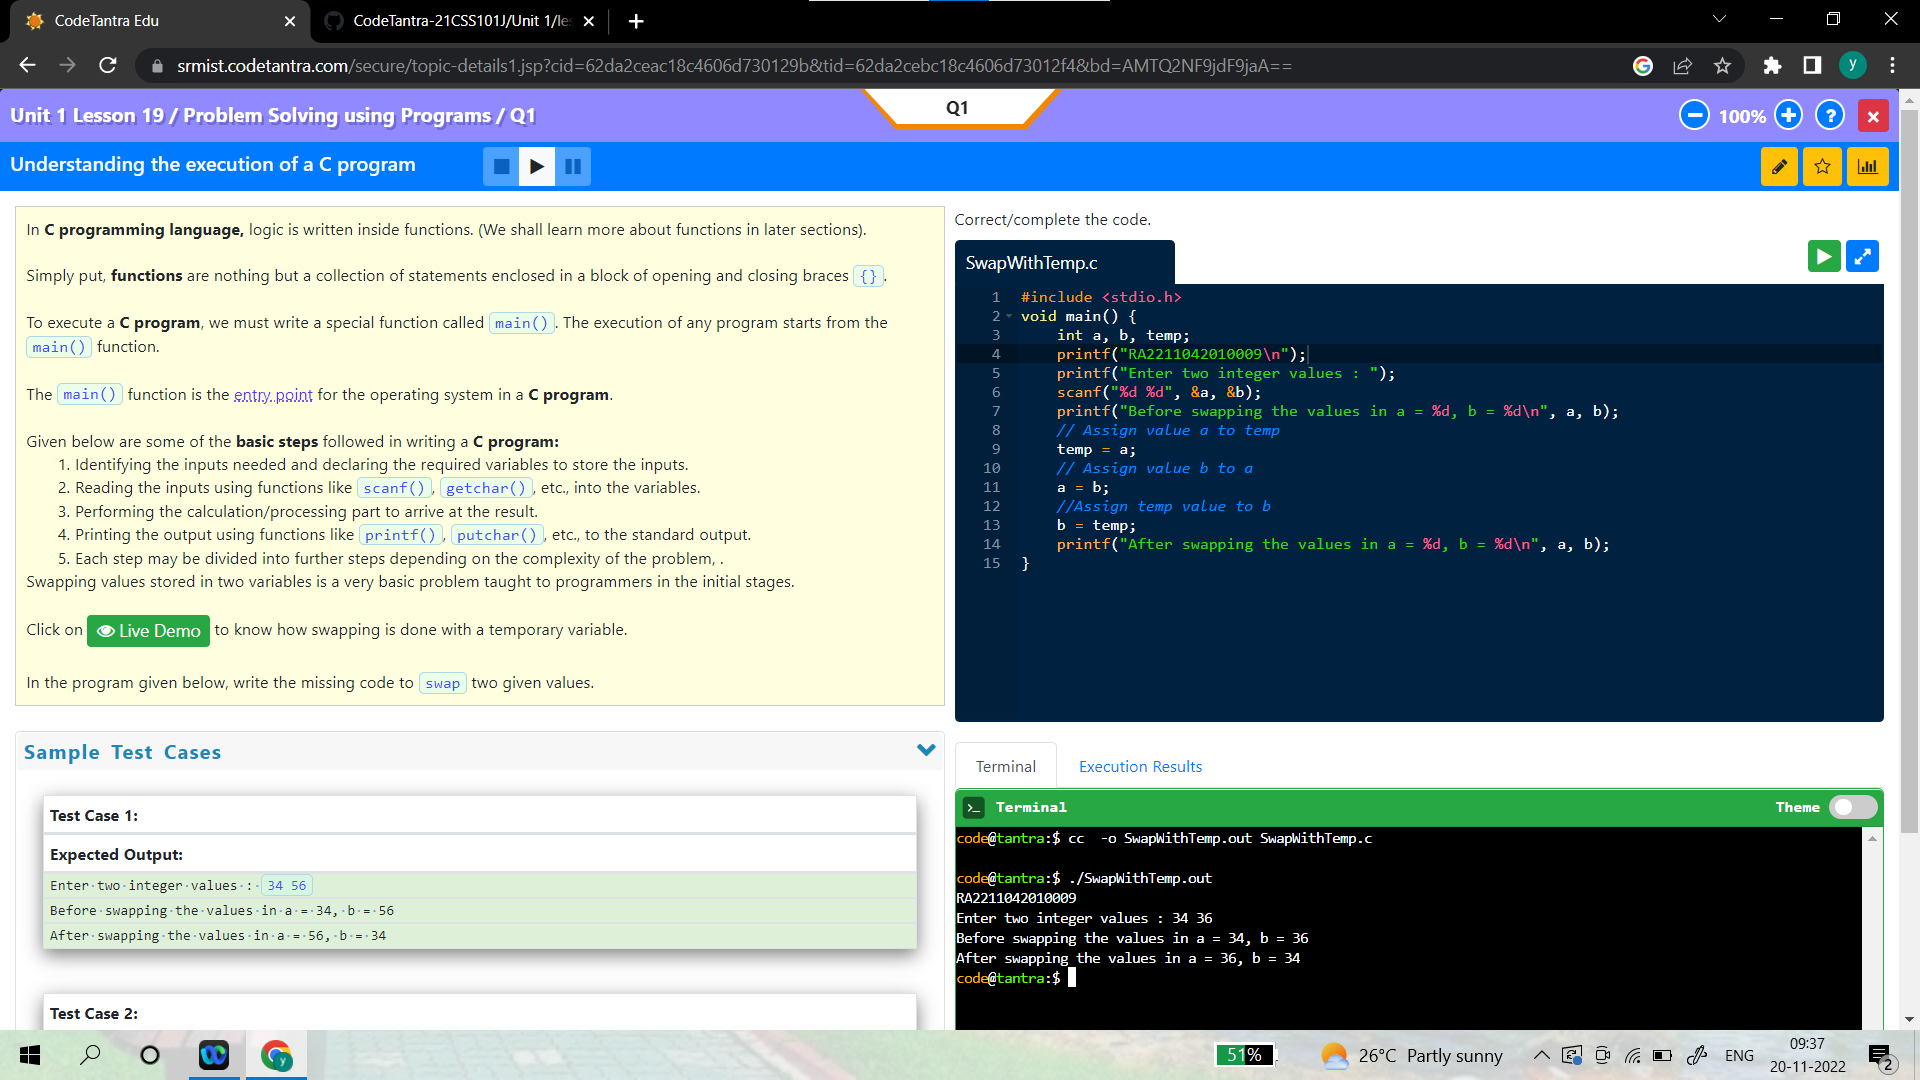 CodeTantra Edu
CodeTantra-21CSS101J/Unit 1/les
srmist.codetantra.com/secure/topic-details1.jsp?cid=62da2ceac18c4606d730129b&tid=62da2cebc18c4606d73012f4&bd=AMTQ2NF9jdF9jaA==
y
Unit 1 Lesson 19 / Problem Solving using Programs / Q1
Q1
100%
?
Understanding the execution of a C program
In C programming language, logic is written inside functions. (We shall learn more about functions in later sections).
Simply put, functions are nothing but a collection of statements enclosed in a block of opening and closing braces {}.
To execute a C program, we must write a special function called main(). The execution of any program starts from the
main() function.
The main() function is the entry point for the operating system in a C program.
Given below are some of the basic steps followed in writing a C program:
1. Identifying the inputs needed and declaring the required variables to store the inputs.
2. Reading the inputs using functions like scanf(), getchar(), etc., into the variables.
3. Performing the calculation/processing part to arrive at the result.
4. Printing the output using functions like printf(), putchar(), etc., to the standard output.
5. Each step may be divided into further steps depending on the complexity of the problem, .
Swapping values stored in two variables is a very basic problem taught to programmers in the initial stages.
Click on Live Demo to know how swapping is done with a temporary variable.
In the program given below, write the missing code to swap two given values.
Sample Test Cases
Test Case 1:
Expected Output:
Enter·two·integer·values·:·34 56
Before·swapping·the·values·in·a·=·34,·b·=·56
After·swapping·the·values·in·a·=·56,·b·=·34
Test Case 2:
Correct/complete the code.
SwapWithTemp.c
1 #include <stdio.h>
2 void main() {
3 int a, b, temp;
4 printf("RA2211042010009\n");
5 printf("Enter two integer values : ");
6 scanf("%d %d", &a, &b);
7 printf("Before swapping the values in a = %d, b = %d\n", a, b);
8 // Assign value a to temp
9 temp = a;
10 // Assign value b to a
11 a = b;
12 //Assign temp value to b
13 b = temp;
14 printf("After swapping the values in a = %d, b = %d\n", a, b);
15 }
Terminal
Execution Results
Terminal
Theme
code@tantra:$ cc  -o SwapWithTemp.out SwapWithTemp.c
code@tantra:$ ./SwapWithTemp.out
RA2211042010009
Enter two integer values : 34 36
Before swapping the values in a = 34, b = 36
After swapping the values in a = 36, b = 34
code@tantra:$
51%
26°C Partly sunny
ENG
09:37
20-11-2022
2